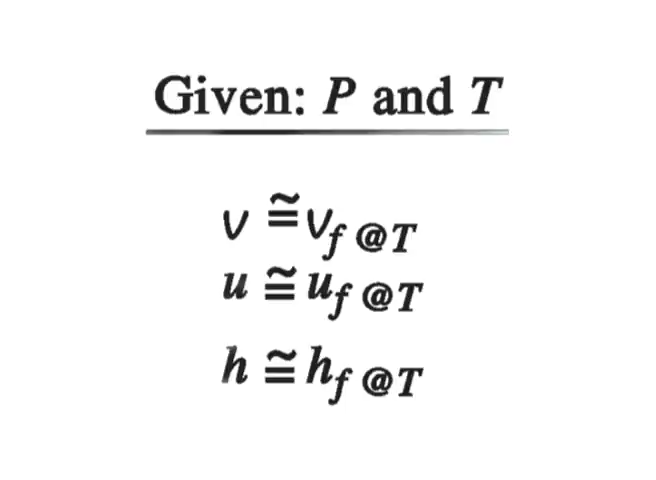 Given: P and T
v ≅ v_f @ T
u ≅ u_f @ T
h ≅ h_f @ T